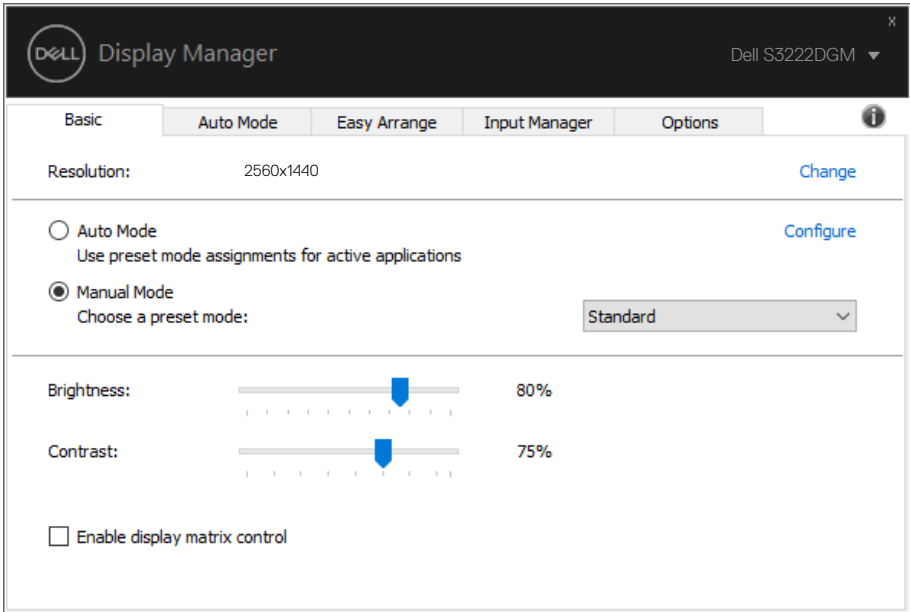 x
DELL Display Manager Dell S3222DGM
Basic Auto Mode Easy Arrange Input Manager Options
Resolution: 2560x1440 Change
Auto Mode Configure
Use preset mode assignments for active applications
Manual Mode
Choose a preset mode: Standard
Brightness: 80%
Contrast: 75%
Enable display matrix control